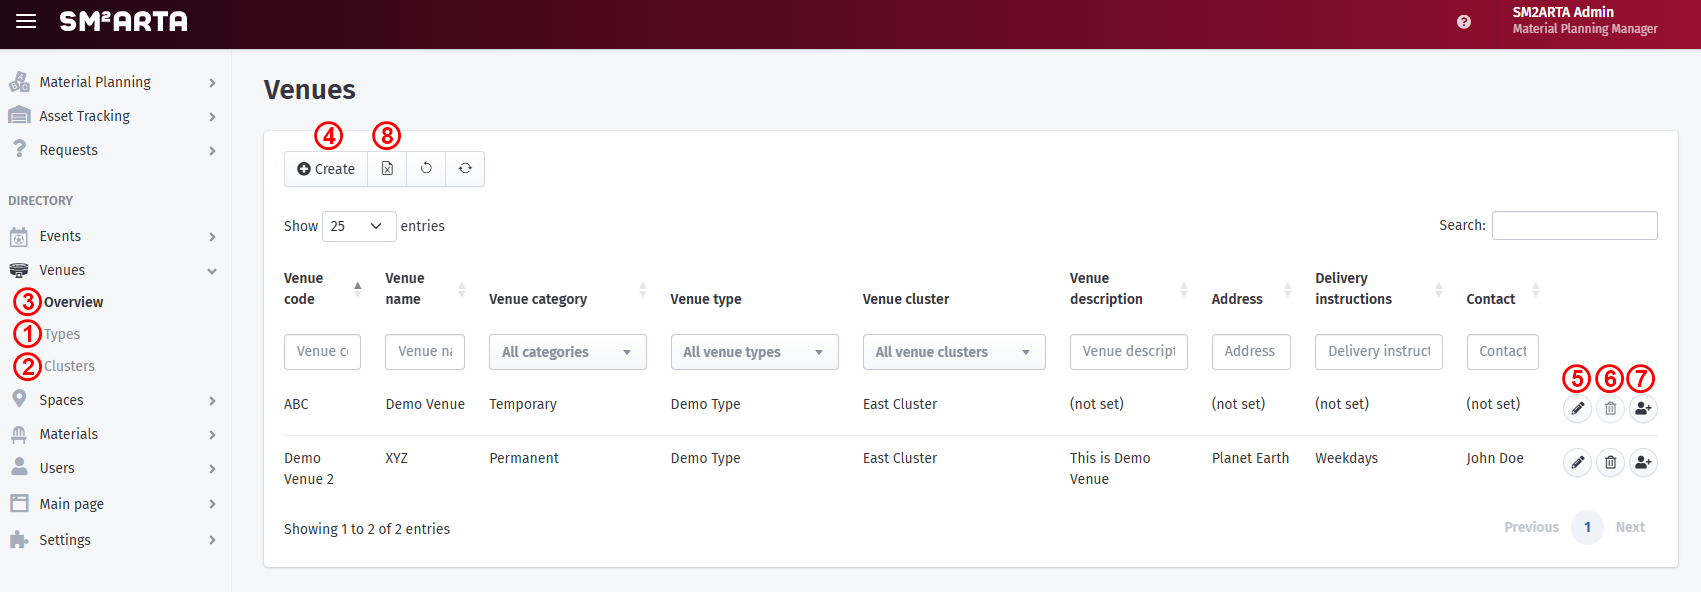 SM²ARTA
SM2ARTA Admin
Material Planning Manager
Material Planning
Asset Tracking
Requests
DIRECTORY
Events
Venues
3 Overview
1 Types
2 Clusters
Spaces
Materials
Users
Main page
Settings
Venues
4 8
Create
Show 25 entries
Search:
Venue code Venue name Venue category Venue type Venue cluster Venue description Address Delivery instructions Contact
Venue c Venue na All categories All venue types All venue clusters Venue descript Address Delivery instruct Contact
5 6 7
ABC Demo Venue Temporary Demo Type East Cluster (not set) (not set) (not set) (not set)
Demo Venue 2 XYZ Permanent Demo Type East Cluster This is Demo Venue Planet Earth Weekdays John Doe
Showing 1 to 2 of 2 entries
Previous 1 Next